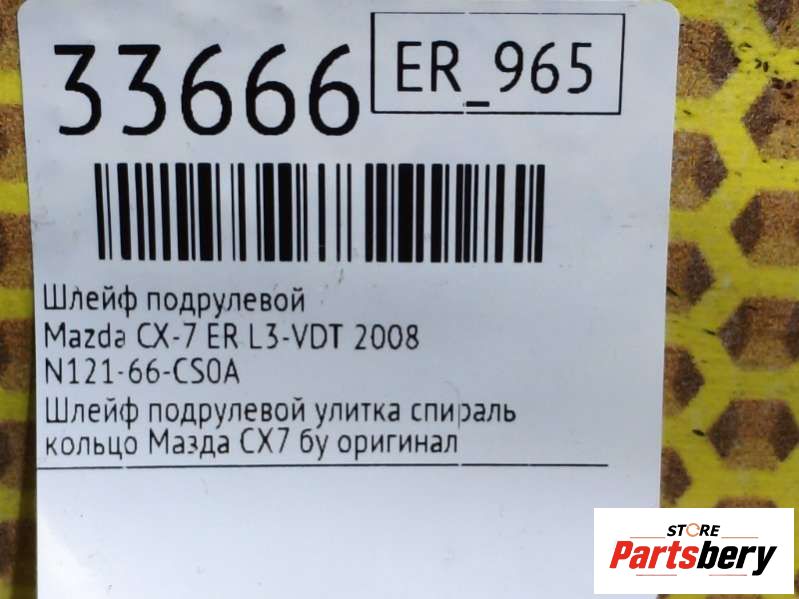 33666
ER_965
Шлейф подрулевой
Mazda CX-7 ER L3-VDT 2008
N121-66-CS0A
Шлейф подрулевой улитка спираль
кольцо Мазда СХ7 бу оригинал
STORE
Partsbery